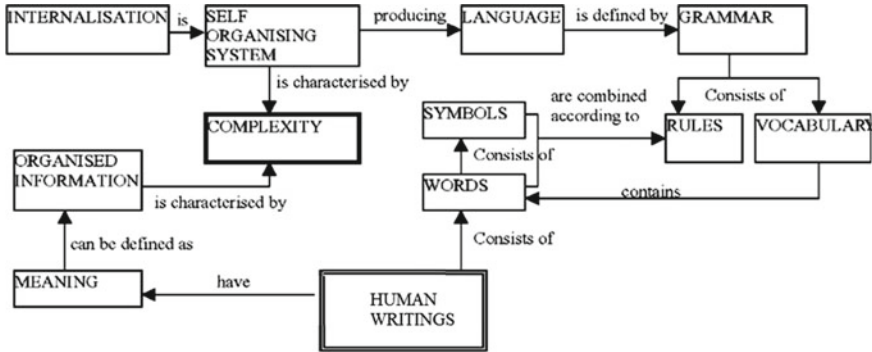 INTERNALISATION
is
SELF
ORGANISING
SYSTEM
producing
LANGUAGE
is defined by
GRAMMAR
is characterised by
Consists of
COMPLEXITY
SYMBOLS
are combined
according to
RULES
VOCABULARY
ORGANISED
INFORMATION
is characterised by
Consists of
WORDS
contains
can be defined as
Consists of
MEANING
have
HUMAN
WRITINGS